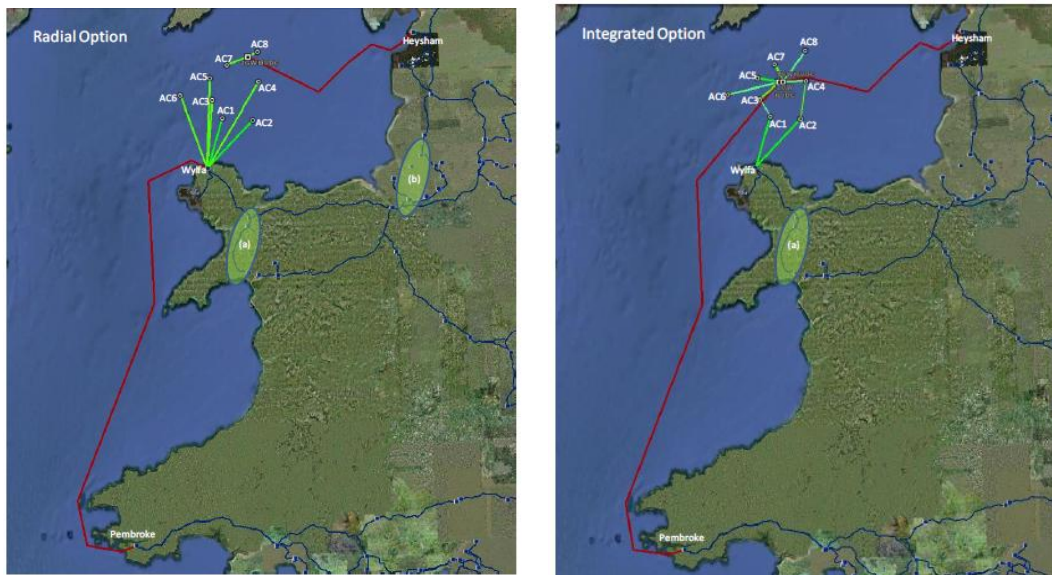 Radial Option
Heysham
AC8
AC7
AC5
AC4
AC6
AC3
AC1
AC2
Wylfa
(b)
(a)
Pembroke
Integrated Option
Heysham
AC8
AC7
AC5
AC4
AC6
AC3
AC1
AC2
Wylfa
(a)
Pembroke